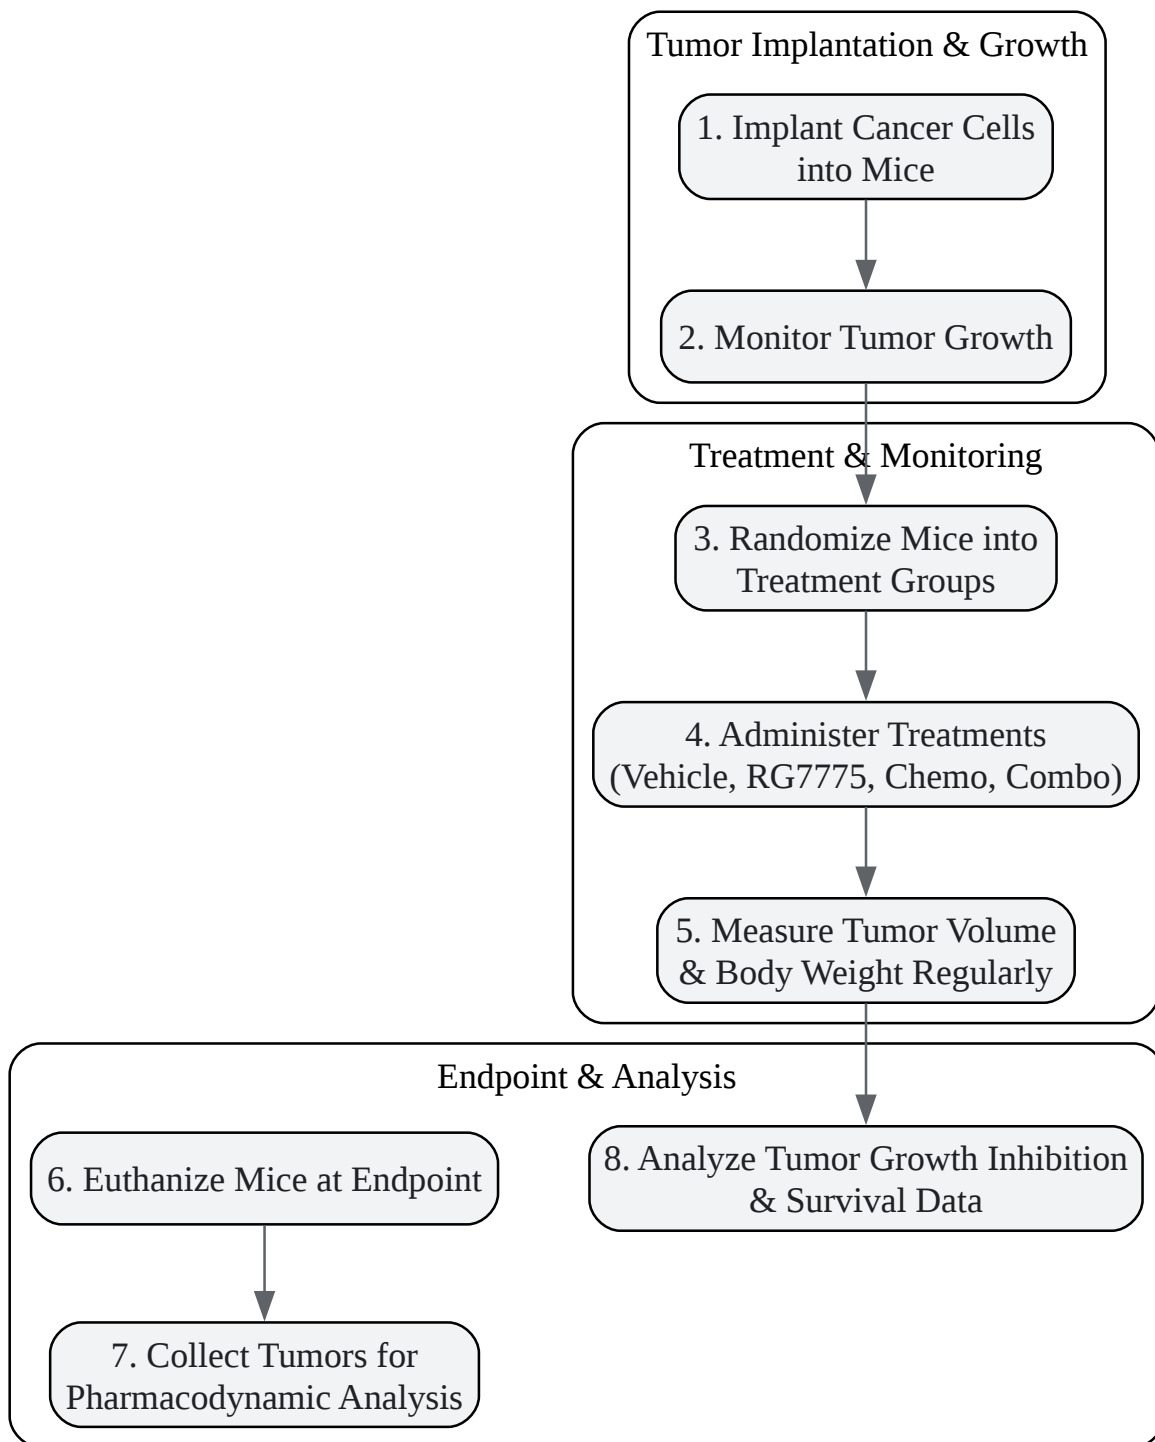 Tumor Implantation & Growth
1. Implant Cancer Cells
into Mice
2. Monitor Tumor Growth
Treatment & Monitoring
3. Randomize Mice into
Treatment Groups
4. Administer Treatments
(Vehicle, RG7775, Chemo, Combo)
5. Measure Tumor Volume
& Body Weight Regularly
Endpoint & Analysis
6. Euthanize Mice at Endpoint
8. Analyze Tumor Growth Inhibition
& Survival Data
7. Collect Tumors for
Pharmacodynamic Analysis